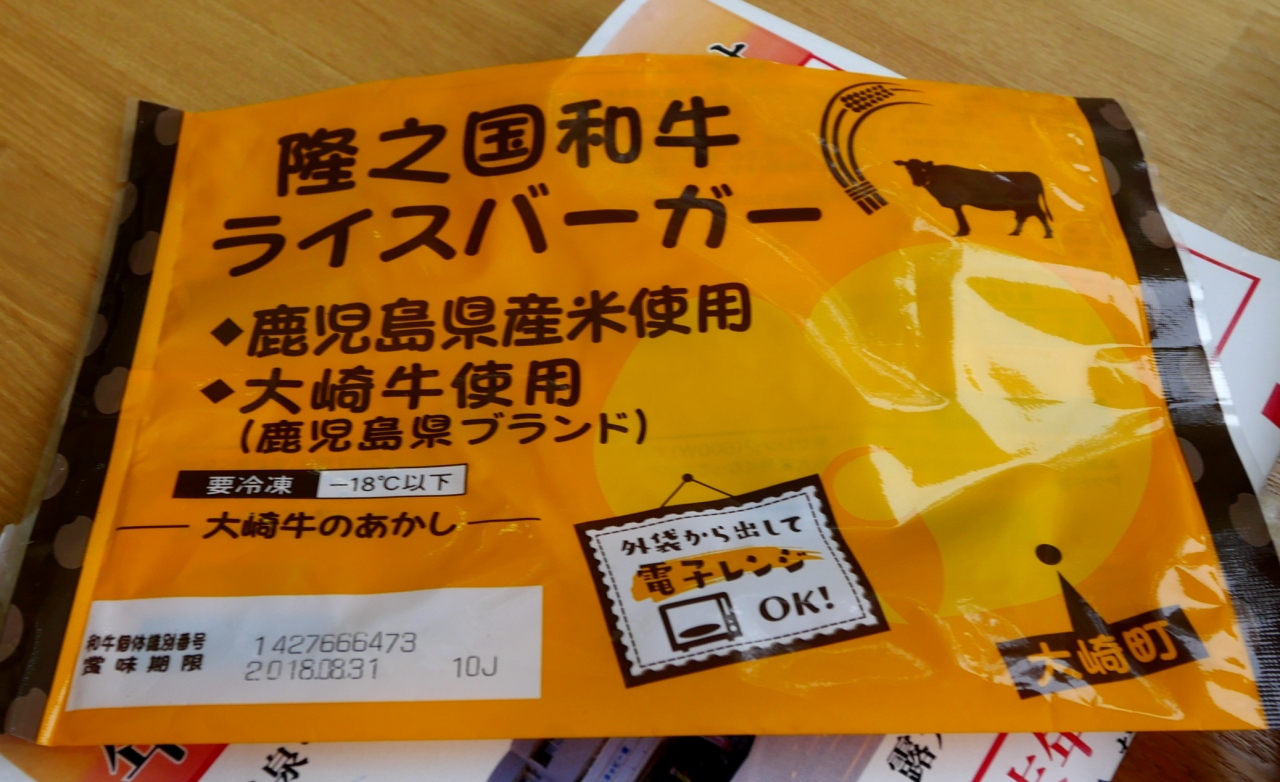 隆之国和牛
ライスバーガー
◆鹿児島県産米使用
◆大崎牛使用
(鹿児島県ブランド)
要冷凍 -18℃以下
大崎牛のあかし
和牛個体識別番号 1427666473
賞味期限 2018.08.31 10J
外袋から出して
電子レンジ
OK!
大崎町
泉